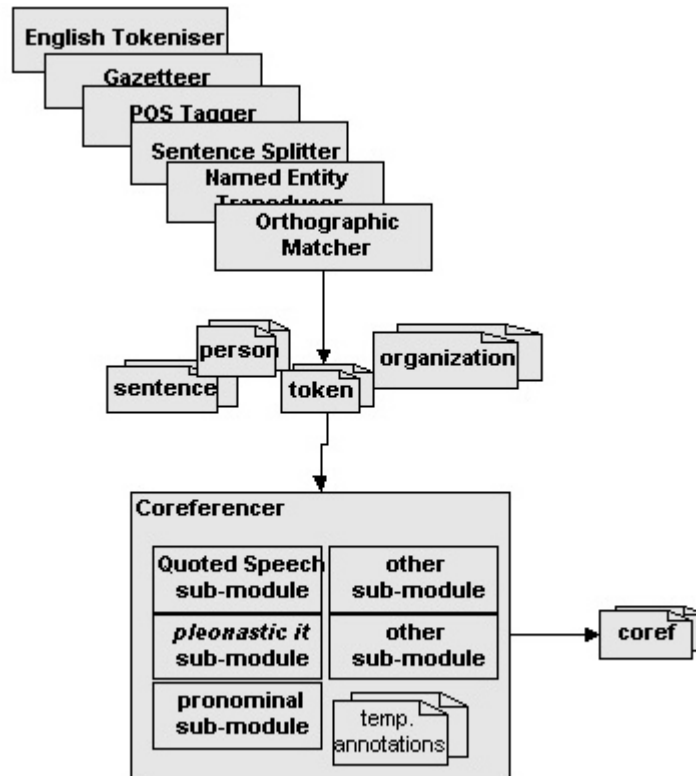 English Tokeniser
Gazetteer
POS Tagger
Sentence Splitter
Named Entity
Transducer
Orthographic
Matcher
person
organization
sentence
token
Coreferencer
Quoted Speech
sub-module
other
sub-module
pleonastic it
sub-module
other
sub-module
pronominal
sub-module
temp.
annotations
coref